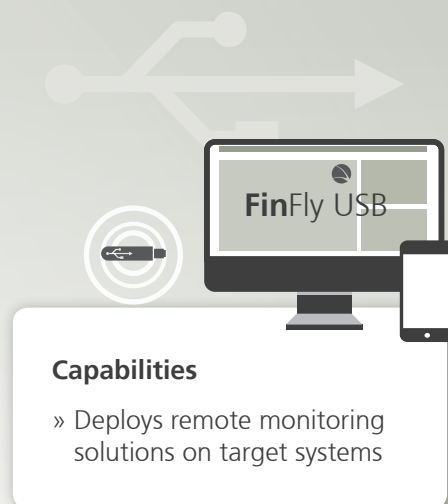 FinFly USB
Capabilities
» Deploys remote monitoring
solutions on target systems